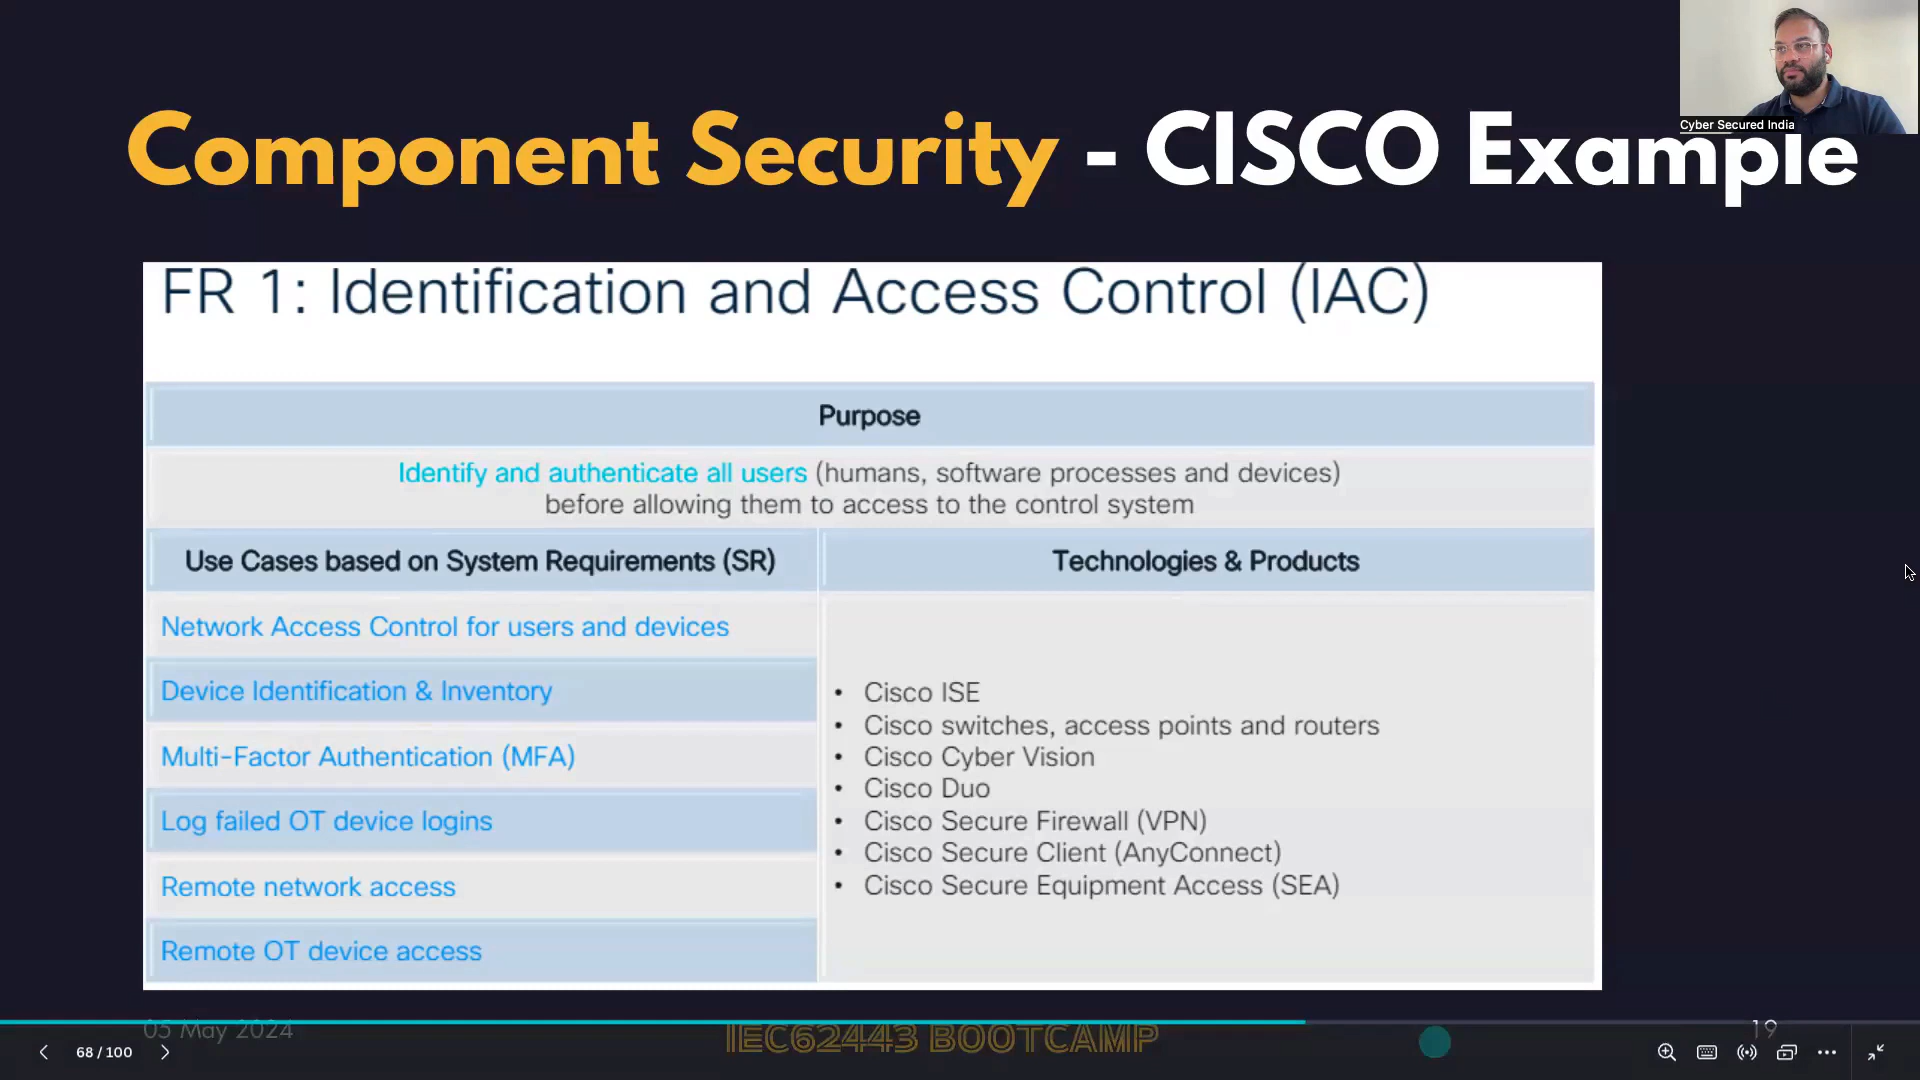 Cyber Secured India
Component Security - CISCO Example
FR 1: Identification and Access Control (IAC)
Purpose
Identify and authenticate all users (humans, software processes and devices)
before allowing them to access to the control system
Use Cases based on System Requirements (SR)
Technologies & Products
Network Access Control for users and devices
Device Identification & Inventory
Multi-Factor Authentication (MFA)
Log failed OT device logins
Remote network access
Remote OT device access
• Cisco ISE
• Cisco switches, access points and routers
• Cisco Cyber Vision
• Cisco Duo
• Cisco Secure Firewall (VPN)
• Cisco Secure Client (AnyConnect)
• Cisco Secure Equipment Access (SEA)
05 May 2024
IEC62443 BOOTCAMP
19
68 / 100